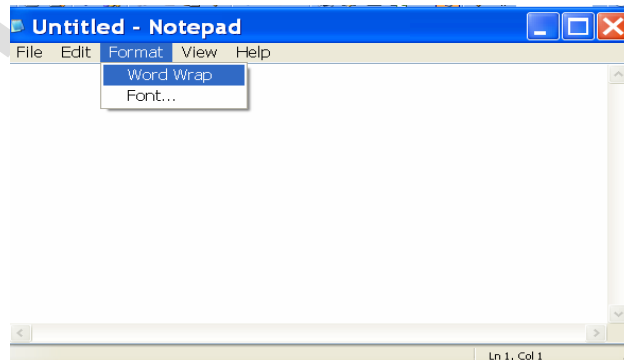 Untitled - Notepad
File Edit Format View Help
Word Wrap
Font...
Ln 1, Col 1